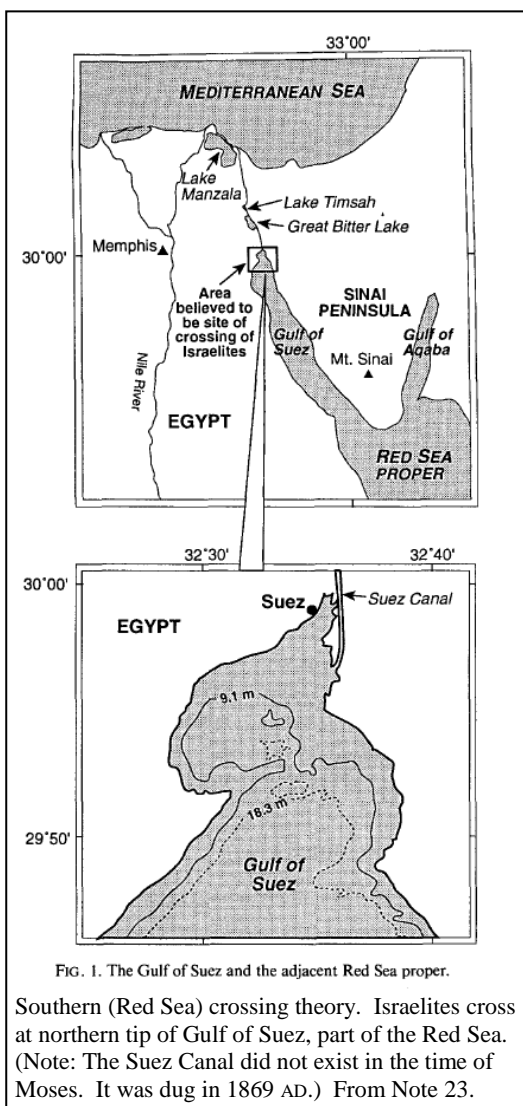 33°00'
MEDITERRANEAN SEA
Lake
Manzala
Lake Timsah
Great Bitter Lake
Memphis
30°00'
Area
believed to
be site of
crossing of
Israelites
SINAI
PENINSULA
Gulf of
Suez
Gulf of
Aqaba
Mt. Sinai
Nile River
EGYPT
RED SEA
PROPER
32°30'
32°40'
30°00'
Suez
Suez Canal
EGYPT
9.1 m
18.3 m
29°50'
Gulf of
Suez
FIG. 1. The Gulf of Suez and the adjacent Red Sea proper.
Southern (Red Sea) crossing theory. Israelites cross
at northern tip of Gulf of Suez, part of the Red Sea.
(Note: The Suez Canal did not exist in the time of
Moses. It was dug in 1869 AD.) From Note 23.